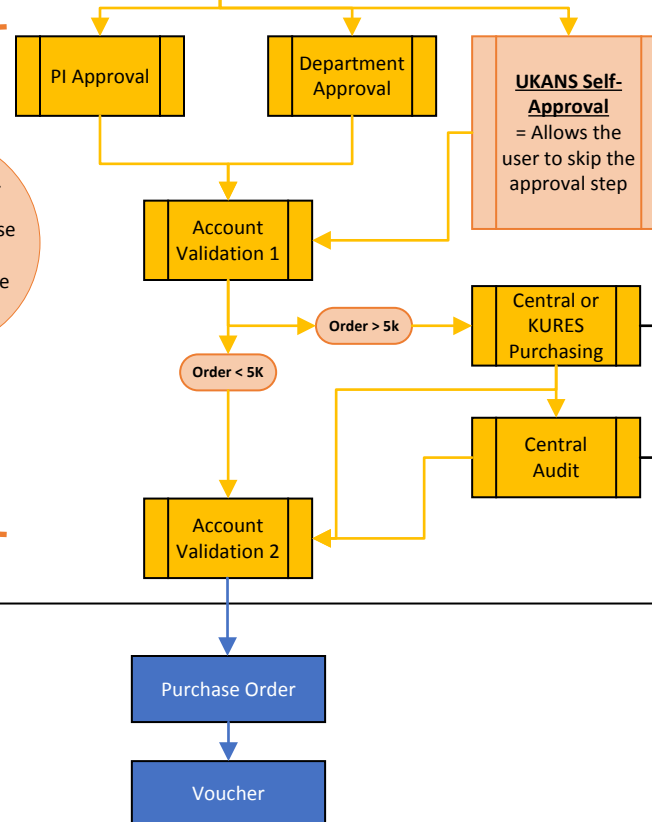 PI Approval
Department
Approval
UKANS Self-
Approval
= Allows the
user to skip the
approval step
Account
Validation 1
Order > 5k
Central or
KURES
Purchasing
Order < 5K
Central
Audit
Account
Validation 2
Purchase Order
Voucher